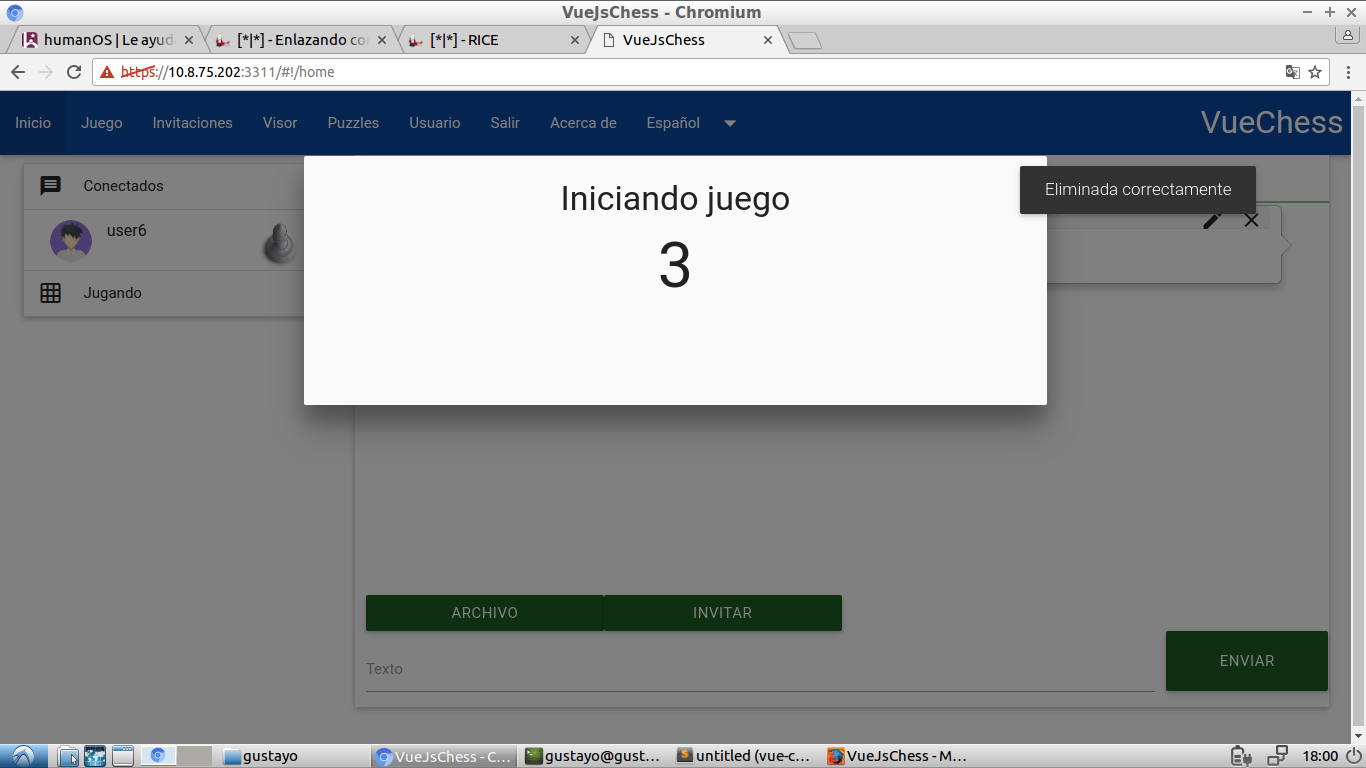 VueJsChess - Chromium
humanOS | Le ayud
[*|*] - Enlazando co
[*|*] - RICE
VueJsChess
https://10.8.75.202:3311/#!/home
Inicio Juego Invitaciones Visor Puzzles Usuario Salir Acerca de Español VueChess
Conectados
user6
Jugando
Iniciando juego
3
Eliminada correctamente
ARCHIVO INVITAR
Texto
ENVIAR
gustayo VueJsChess - C... gustayo@gust... untitled (vue-c... VueJsChess - M... 18:00